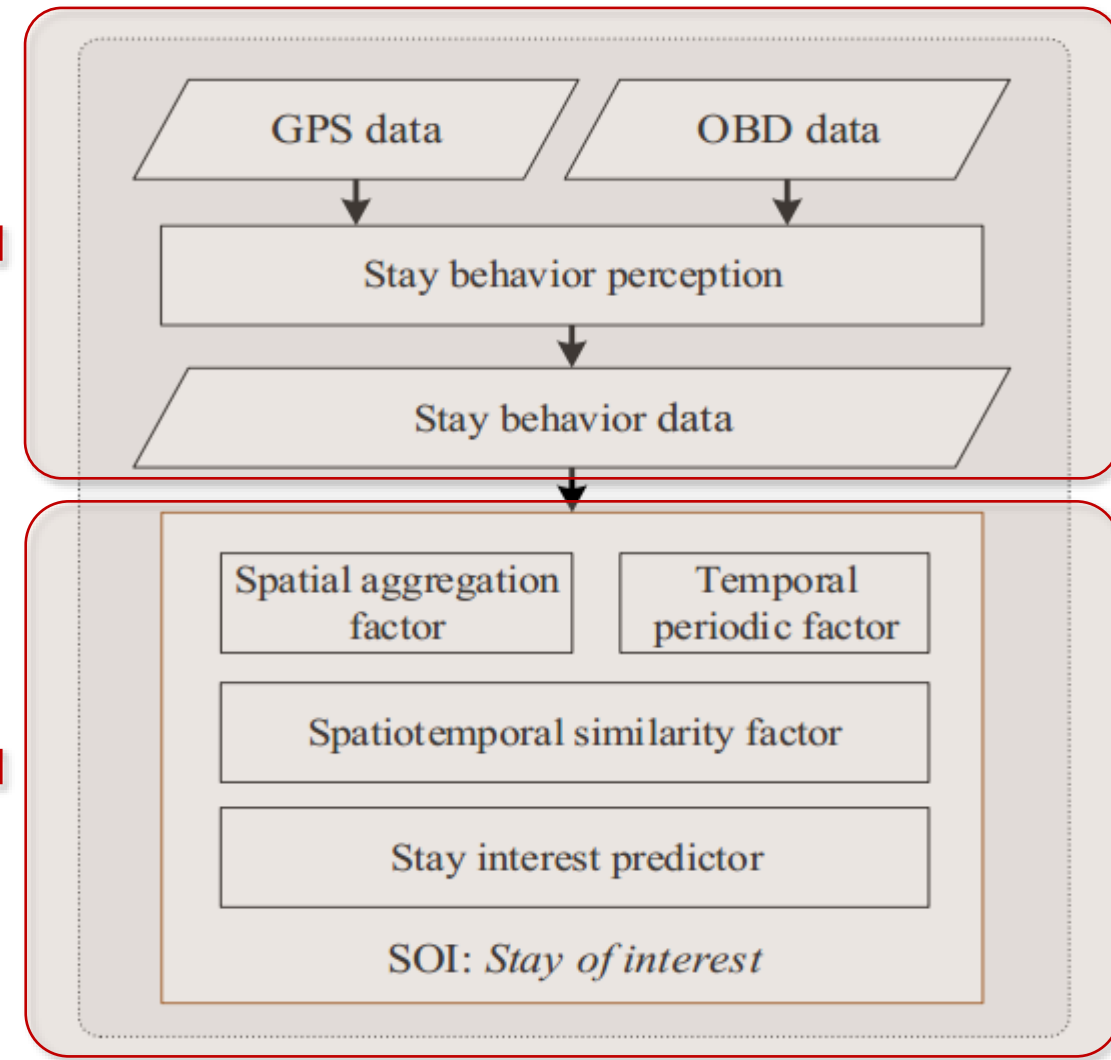 GPS data
OBD data
Stay behavior perception
Stay behavior data
Spatial aggregation
factor
Temporal
periodic factor
Spatiotemporal similarity factor
Stay interest predictor
SOI: Stay of interest